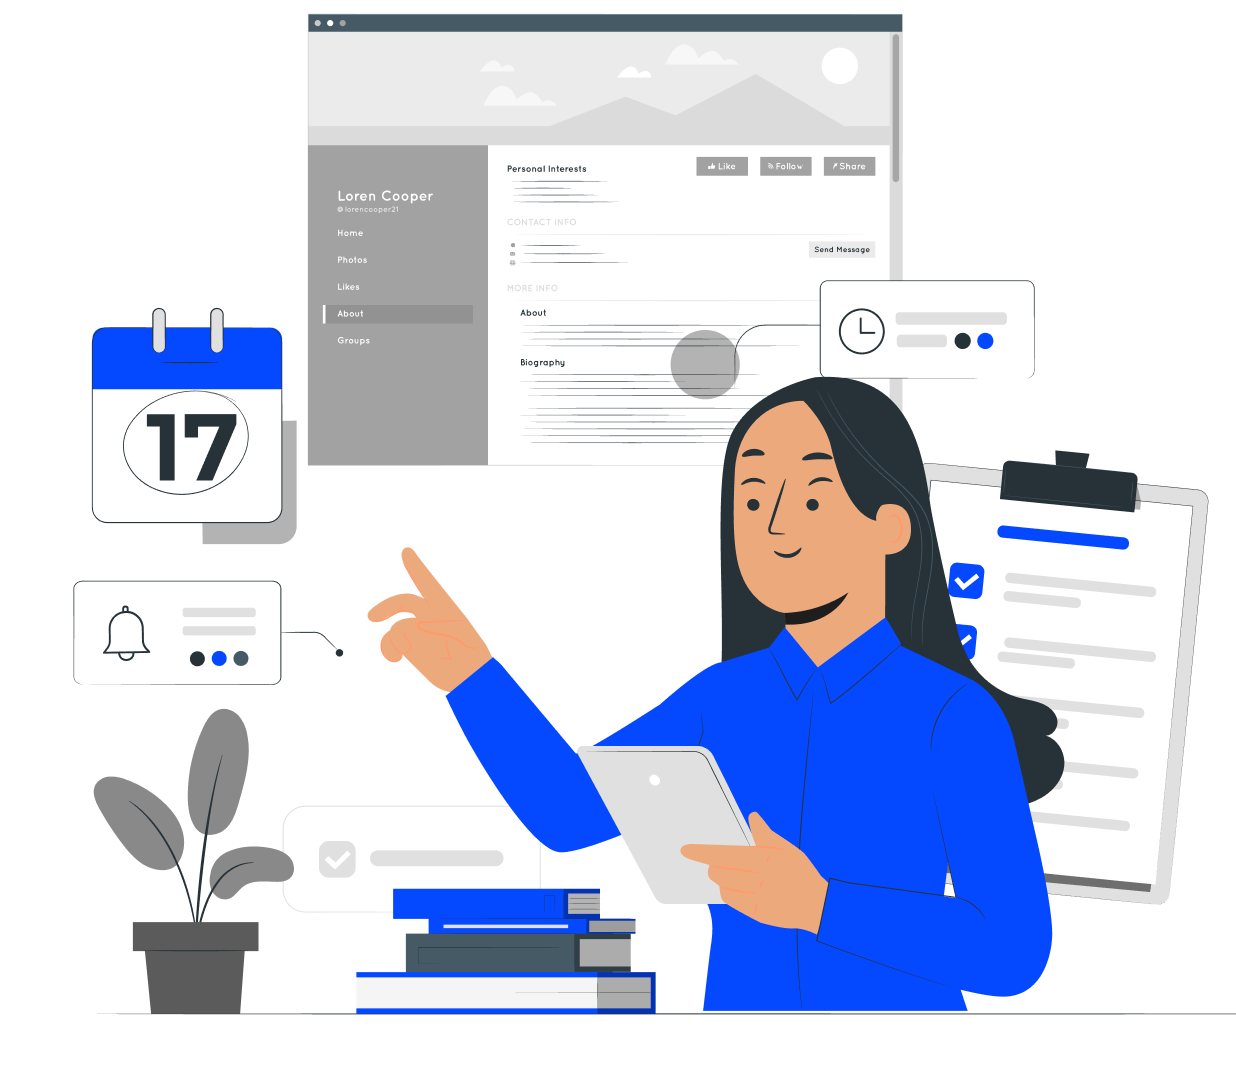 Personal Interests
Like
Follow
Share
Loren Cooper
@lorencooper21
Home
Photos
Likes
About
Groups
CONTACT INFO
Send Message
MORE INFO
About
Biography
17